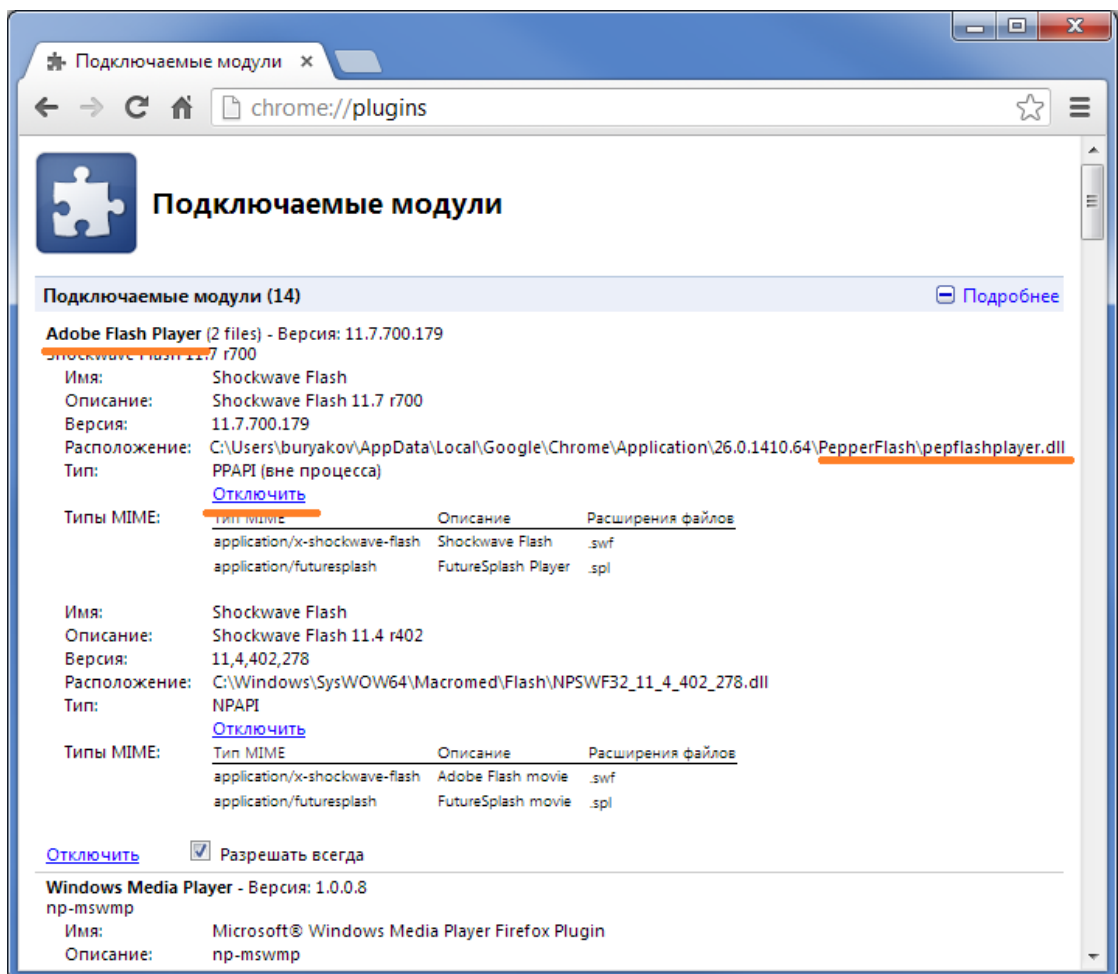 Подключаемые модули
chrome://plugins
Подключаемые модули
Подключаемые модули (14) Подробнее
Adobe Flash Player (2 files) - Версия: 11.7.700.179
Shockwave Flash 11.7 r700
Имя: Shockwave Flash
Описание: Shockwave Flash 11.7 r700
Версия: 11.7.700.179
Расположение: C:\Users\buryakov\AppData\Local\Google\Chrome\Application\26.0.1410.64\PepperFlash\pepflashplayer.dll
Тип: PPAPI (вне процесса)
Отключить
Типы MIME: Тип MIME Описание Расширения файлов
application/x-shockwave-flash Shockwave Flash .swf
application/futuresplash FutureSplash Player .spl
Имя: Shockwave Flash
Описание: Shockwave Flash 11.4 r402
Версия: 11,4,402,278
Расположение: C:\Windows\SysWOW64\Macromed\Flash\NPSWF32_11_4_402_278.dll
Тип: NPAPI
Отключить
Типы MIME: Тип MIME Описание Расширения файлов
application/x-shockwave-flash Adobe Flash movie .swf
application/futuresplash FutureSplash movie .spl
Отключить Разрешать всегда
Windows Media Player - Версия: 1.0.0.8
np-mswmp
Имя: Microsoft® Windows Media Player Firefox Plugin
Описание: np-mswmp